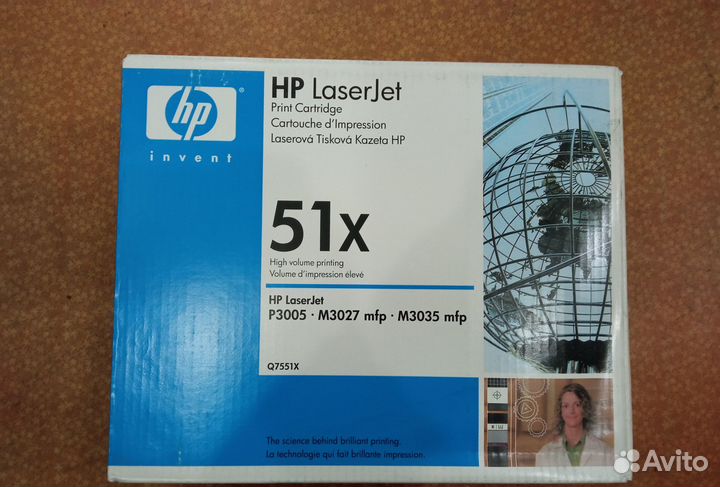 hp
invent
HP LaserJet
Print Cartridge
Cartouche d'Impression
Laserová Tisková Kazeta HP
51x
High volume printing
Volume d'impression élevé
HP LaserJet
P3005 · M3027 mfp · M3035 mfp
Q7551X
The science behind brilliant printing.
La technologie qui fait brillante impression.
Avito